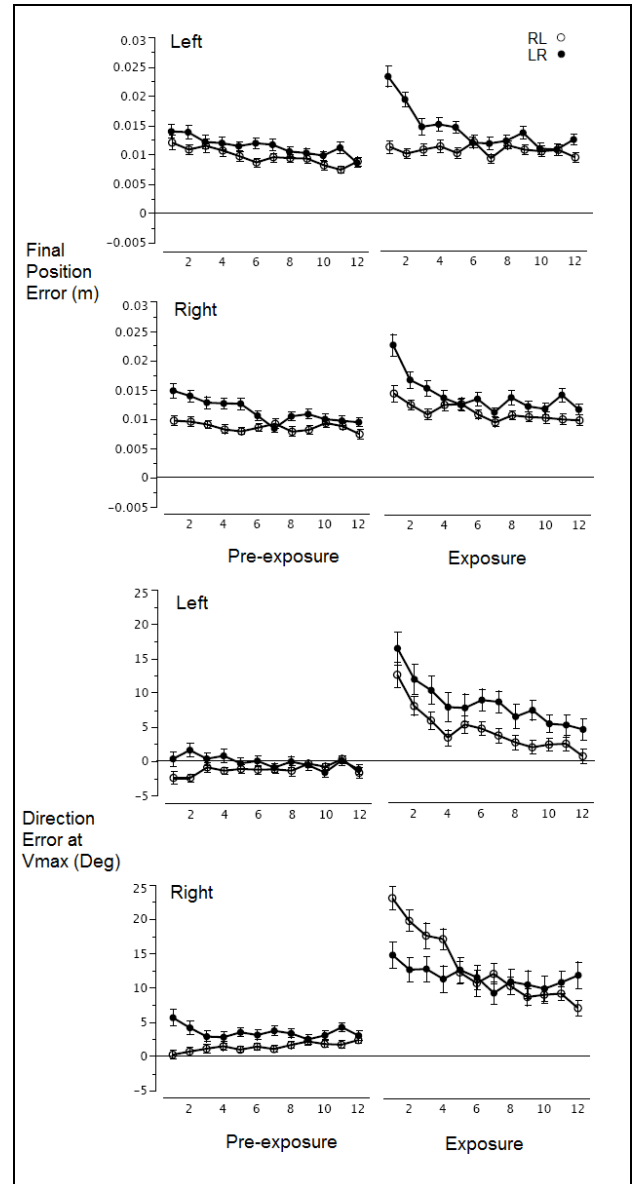 Left
RL
LR
0.03
0.025
0.02
0.015
0.01
0.005
0
-0.005
2 4 6 8 10 12
2 4 6 8 10 12
Final
Position
Error (m)
Right
0.03
0.025
0.02
0.015
0.01
0.005
0
-0.005
2 4 6 8 10 12
2 4 6 8 10 12
Pre-exposure
Exposure
Left
25
20
15
10
5
0
-5
2 4 6 8 10 12
2 4 6 8 10 12
Direction
Error at
Vmax (Deg)
Right
25
20
15
10
5
0
-5
2 4 6 8 10 12
2 4 6 8 10 12
Pre-exposure
Exposure